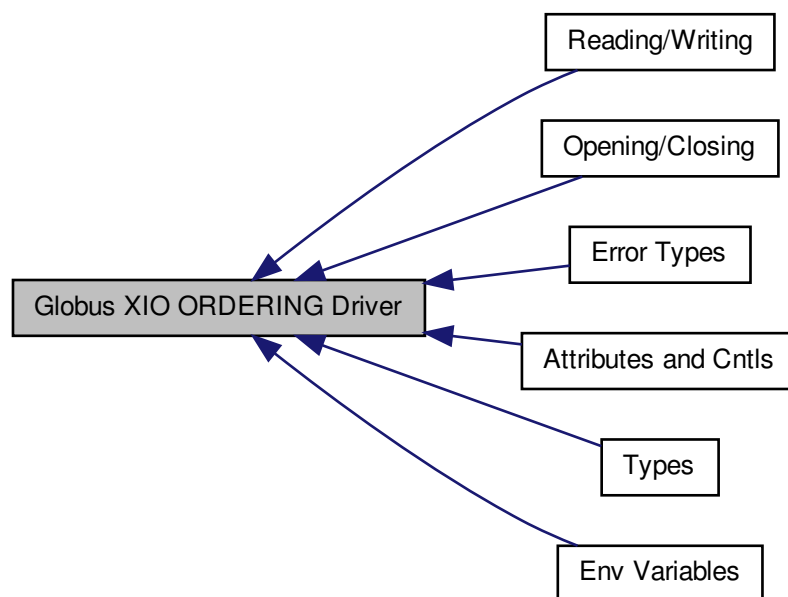 Reading/Writing
Opening/Closing
Error Types
Globus XIO ORDERING Driver
Attributes and Cntls
Types
Env Variables